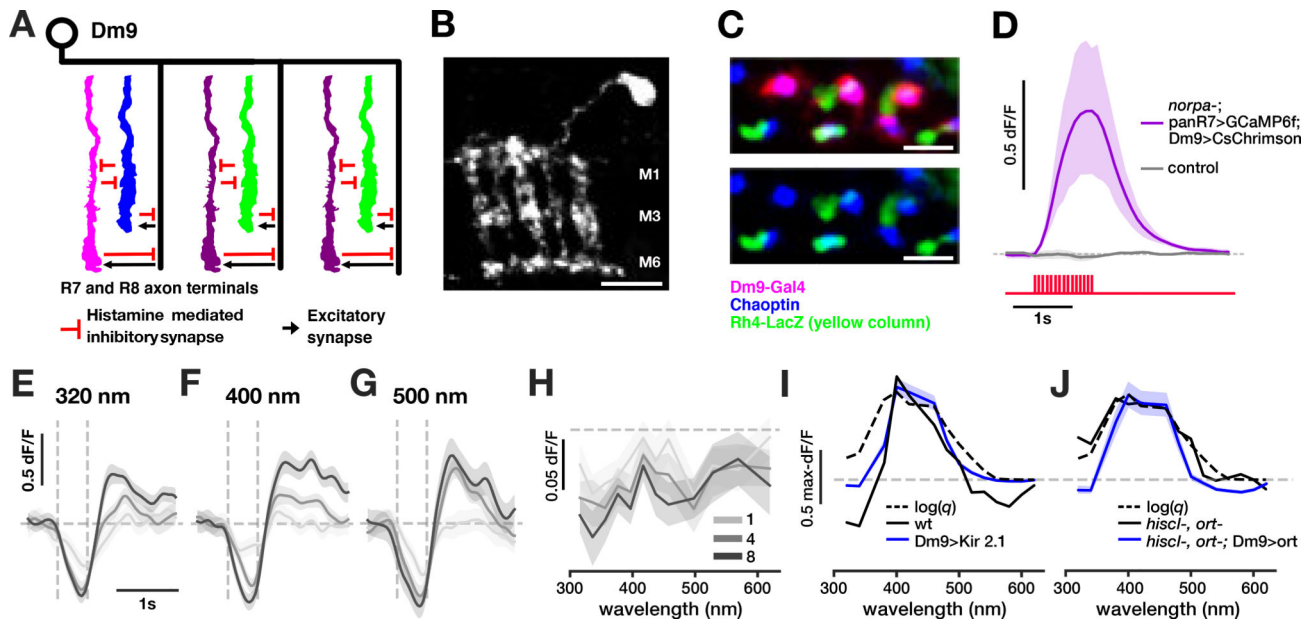 A
Dm9
R7 and R8 axon terminals
Histamine mediated
inhibitory synapse
Excitatory
synapse
B
M1
M3
M6
C
Dm9-Gal4
Chaoptin
Rh4-LacZ (yellow column)
D
0.5 dF/F
norpa-;
panR7>GCaMP6f;
Dm9>CsChrimson
control
1s
E
320 nm
0.5 dF/F
1s
F
400 nm
G
500 nm
H
0.05 dF/F
1
4
8
300
400
500
600
wavelength (nm)
I
0.5 max-dF/F
log(q)
wt
Dm9>Kir 2.1
300
400
500
600
wavelength (nm)
J
log(q)
hiscl-, ort-
hiscl-, ort-; Dm9>ort
300
400
500
600
wavelength (nm)